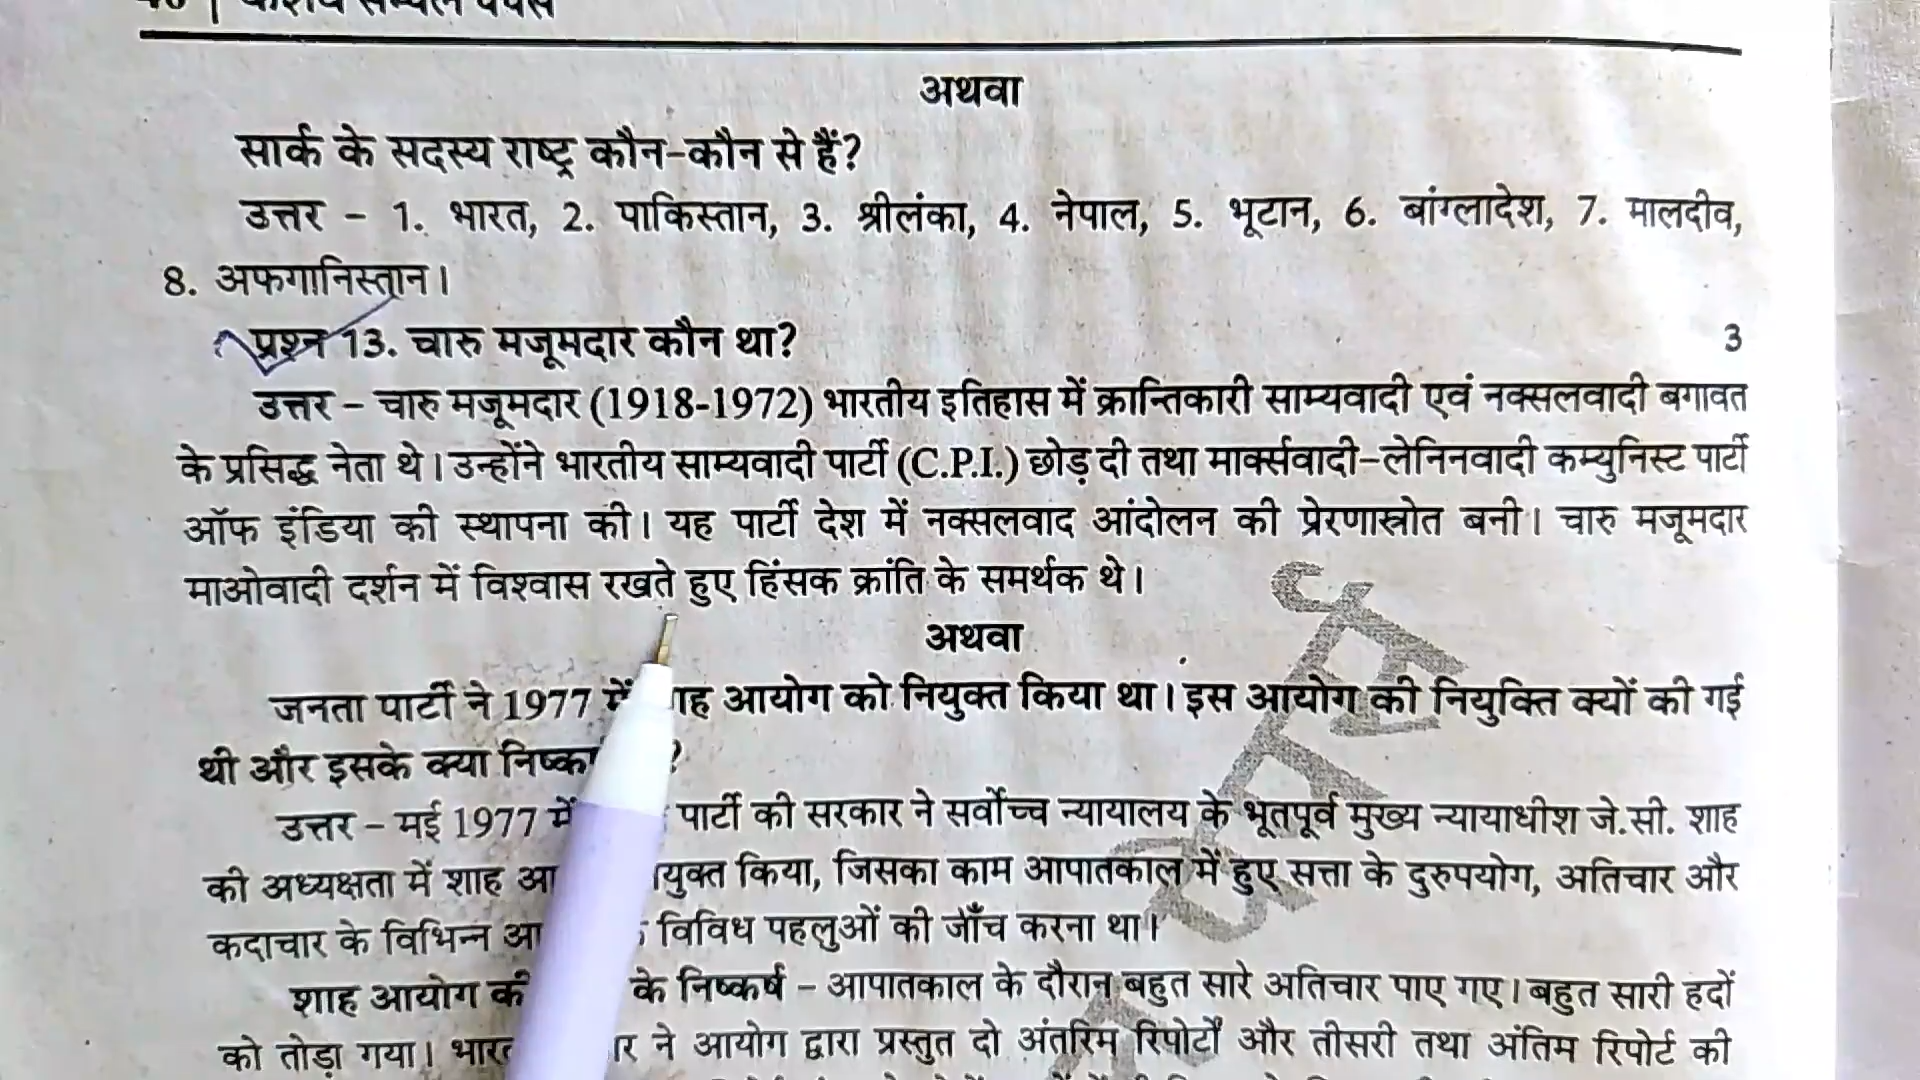 अथवा
सार्क के सदस्य राष्ट्र कौन-कौन से हैं?
उत्तर – 1. भारत, 2. पाकिस्तान, 3. श्रीलंका, 4. नेपाल, 5. भूटान, 6. बांग्लादेश, 7. मालदीव,
8. अफगानिस्तान।
प्रश्न 13. चारु मजूमदार कौन था? 3
उत्तर – चारु मजूमदार (1918-1972) भारतीय इतिहास में क्रान्तिकारी साम्यवादी एवं नक्सलवादी बगावत
के प्रसिद्ध नेता थे। उन्होंने भारतीय साम्यवादी पार्टी (C.P.I.) छोड़ दी तथा मार्क्सवादी-लेनिनवादी कम्युनिस्ट पार्टी
ऑफ इंडिया की स्थापना की। यह पार्टी देश में नक्सलवाद आंदोलन की प्रेरणास्रोत बनी। चारु मजूमदार
माओवादी दर्शन में विश्वास रखते हुए हिंसक क्रांति के समर्थक थे।
अथवा
जनता पार्टी ने 1977 में आयोग को नियुक्त किया था। इस आयोग की नियुक्ति क्यों की गई
थी और इसके क्या
उत्तर – मई 1977 में पार्टी की सरकार ने सर्वोच्च न्यायालय के भूतपूर्व मुख्य न्यायाधीश जे.सी. शाह
की अध्यक्षता में शाह किया, जिसका काम आपातकाल में हुए सत्ता के दुरुपयोग, अतिचार और
कदाचार के विभिन्न विविध पहलुओं की जाँच करना था।
शाह आयोग की के निष्कर्ष – आपातकाल के दौरान बहुत सारे अतिचार पाए गए। बहुत सारी हदों
को तोड़ा गया। ने आयोग द्वारा प्रस्तुत दो अंतरिम रिपोर्टों और तीसरी तथा अंतिम रिपोर्ट की